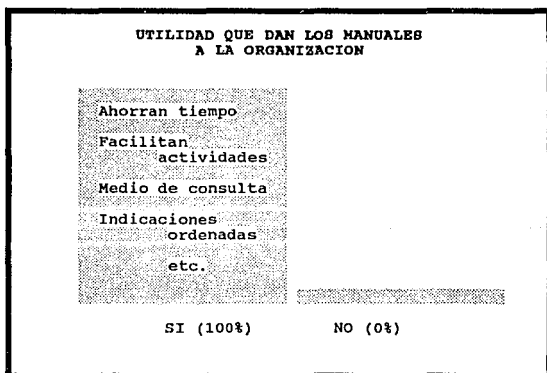 UTILIDAD QUE DAN LOS MANUALES
A LA ORGANIZACION
Ahorran tiempo
Facilitan
actividades
Medio de consulta
Indicaciones
ordenadas
etc.
SI (100%)
NO (0%)